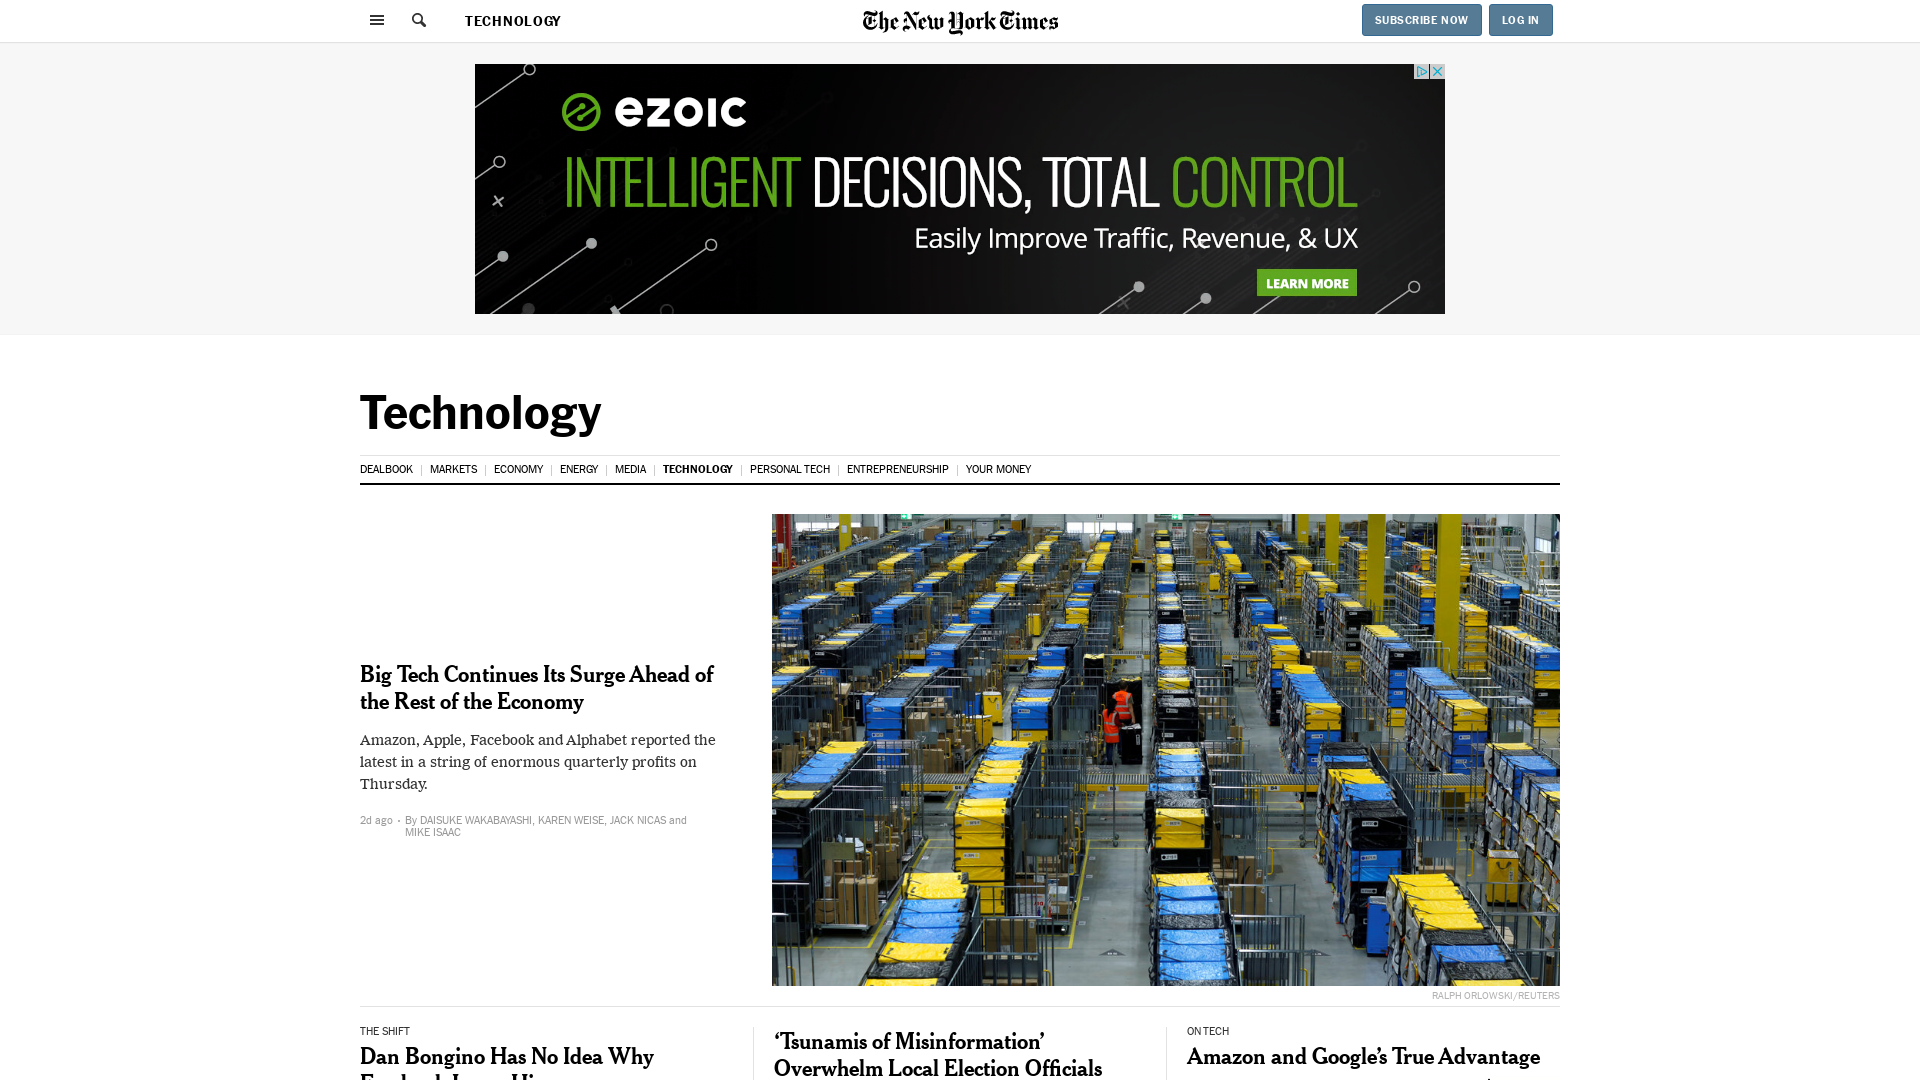 TECHNOLOGY
The New York Times
SUBSCRIBE NOW
LOG IN
ezoic
INTELLIGENT DECISIONS, TOTAL CONTROL
Easily Improve Traffic, Revenue, & UX
LEARN MORE
Technology
DEALBOOK
MARKETS
ECONOMY
ENERGY
MEDIA
TECHNOLOGY
PERSONAL TECH
ENTREPRENEURSHIP
YOUR MONEY
Big Tech Continues Its Surge Ahead of
the Rest of the Economy
Amazon, Apple, Facebook and Alphabet reported the
latest in a string of enormous quarterly profits on
Thursday.
2d ago • By DAISUKE WAKABAYASHI, KAREN WEISE, JACK NICAS and
MIKE ISAAC
RALPH ORLOWSKI/REUTERS
THE SHIFT
Dan Bongino Has No Idea Why
‘Tsunamis of Misinformation’
Overwhelm Local Election Officials
ON TECH
Amazon and Google’s True Advantage